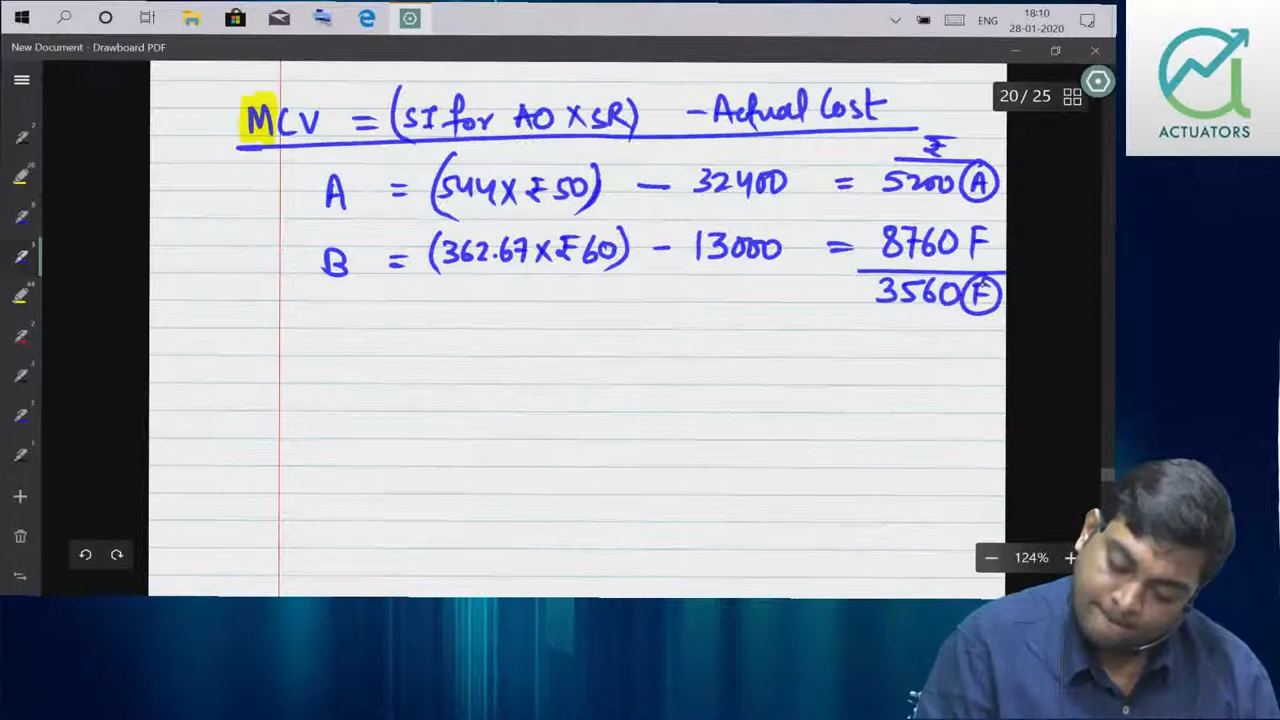 18:10
ENG
28-01-2020
New Document - Drawboard PDF
20 / 25
MCV = (SI for AO × SR) - Actual Cost
₹
A = (544 × ₹50) - 32400 = 5200 (A)
B = (362.67 × ₹60) - 13000 = 8760 F
3560 (F)
124%
ACTUATORS